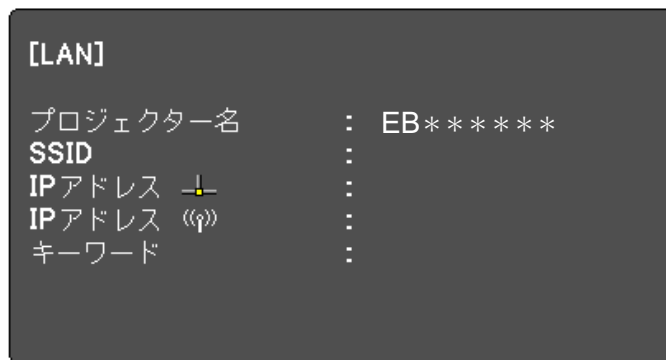 [LAN]
プロジェクター名 : EB＊＊＊＊＊＊
SSID :
IPアドレス :
IPアドレス :
キーワード :